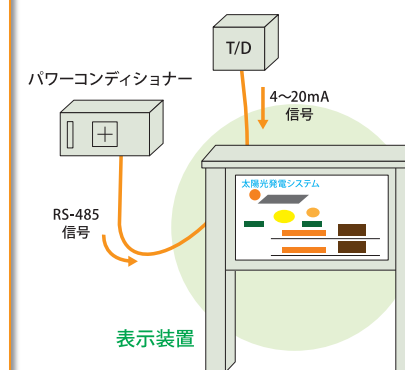 T/D
パワーコンディショナー
4～20mA
信号
太陽光発電システム
RS-485
信号
表示装置